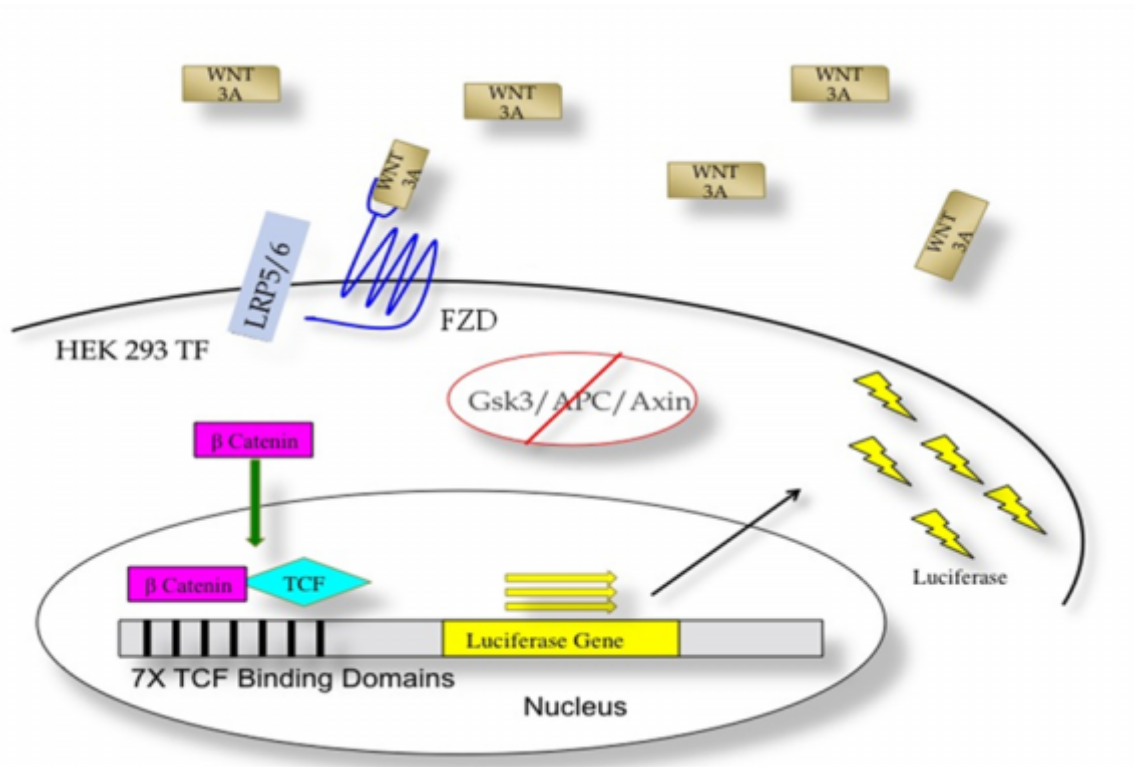 WNT
3A
WNT
3A
WNT
3A
WNT
3A
WNT
3A
WNT
3A
LRP5/6
FZD
HEK 293 TF
Gsk3/APC/Axin
β Catenin
β Catenin
TCF
Luciferase
Luciferase Gene
7X TCF Binding Domains
Nucleus